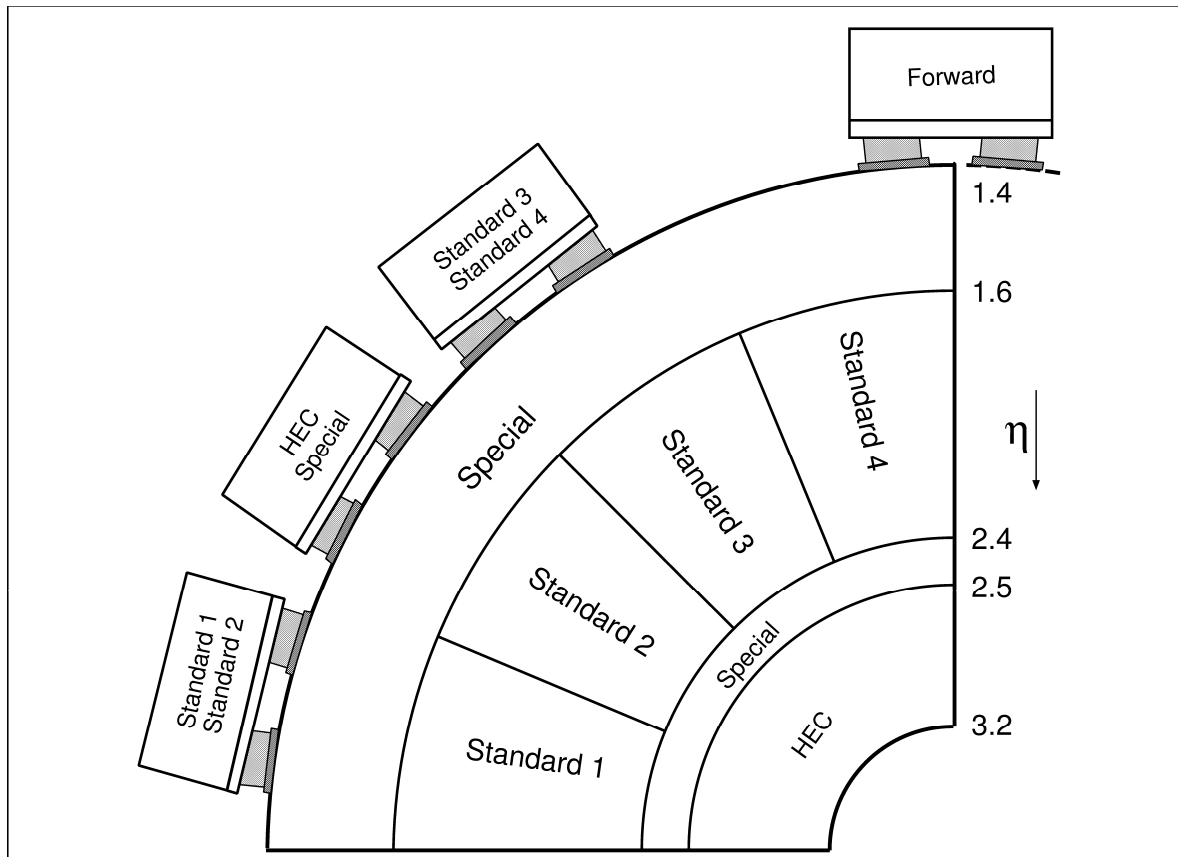 Forward
1.4
Standard 3
Standard 4
1.6
HEC
Special
Special
Standard 4
Standard 3
η
2.4
Standard 2
2.5
Standard 1
Standard 2
Special
HEC
3.2
Standard 1